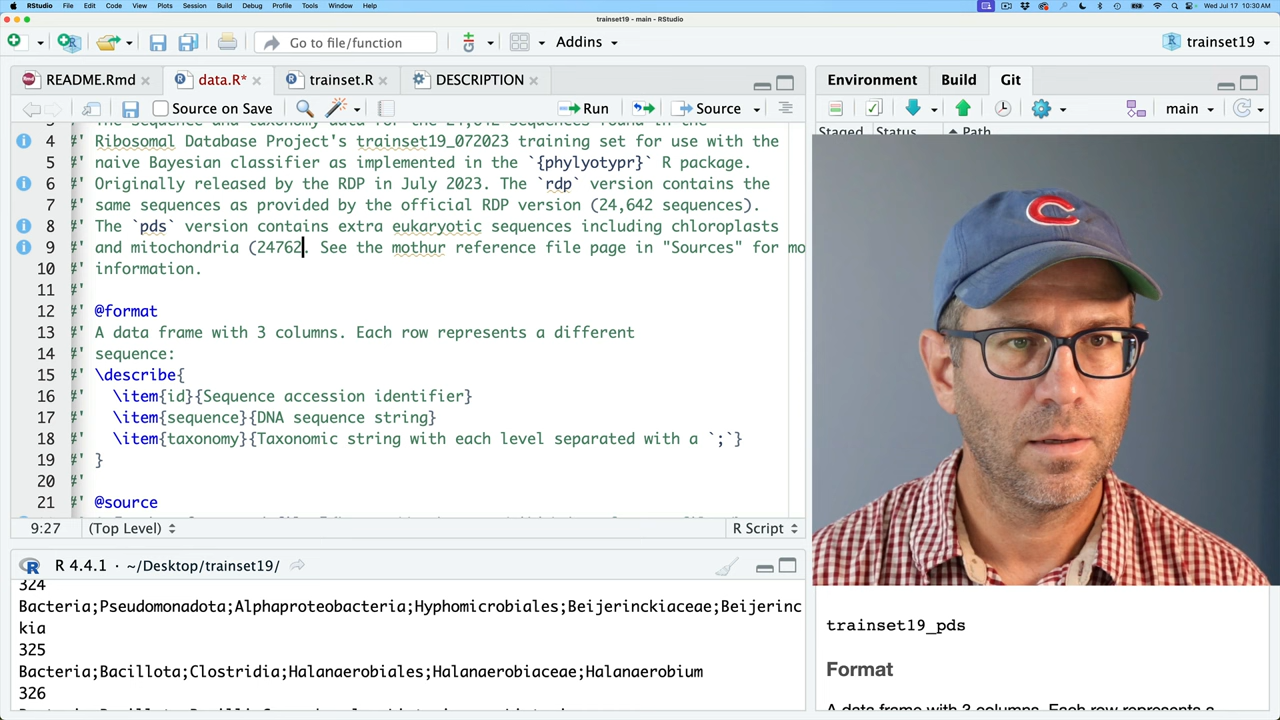 RStudio File Edit Code View Plots Session Build Debug Profile Tools Window Help Wed Jul 17 10:30 AM
trainset19 - main - RStudio
Go to file/function Addins trainset19
README.Rmd data.R* trainset.R DESCRIPTION Environment Build Git
Source on Save Run Source main
Staged Status Path
4 #' Ribosomal Database Project's trainset19_072023 training set for use with the
5 #' naive Bayesian classifier as implemented in the `{phylyotypr}` R package.
6 #' Originally released by the RDP in July 2023. The `rdp` version contains the
7 #' same sequences as provided by the official RDP version (24,642 sequences).
8 #' The `pds` version contains extra eukaryotic sequences including chloroplasts
9 #' and mitochondria (24762. See the mothur reference file page in "Sources" for mo
10 #' information.
11 #'
12 #' @format
13 #' A data frame with 3 columns. Each row represents a different
14 #' sequence:
15 #' \describe{
16 #' \item{id}{Sequence accession identifier}
17 #' \item{sequence}{DNA sequence string}
18 #' \item{taxonomy}{Taxonomic string with each level separated with a `;`}
19 #' }
20 #'
21 #' @source
9:27 (Top Level) R Script
R 4.4.1 · ~/Desktop/trainset19/
324
Bacteria;Pseudomonadota;Alphaproteobacteria;Hyphomicrobiales;Beijerinckiaceae;Beijerinc
kia
325
Bacteria;Bacillota;Clostridia;Halanaerobiales;Halanaerobiaceae;Halanaerobium
326
C
trainset19_pds
Format
A data frame with 3 columns. Each row represents a